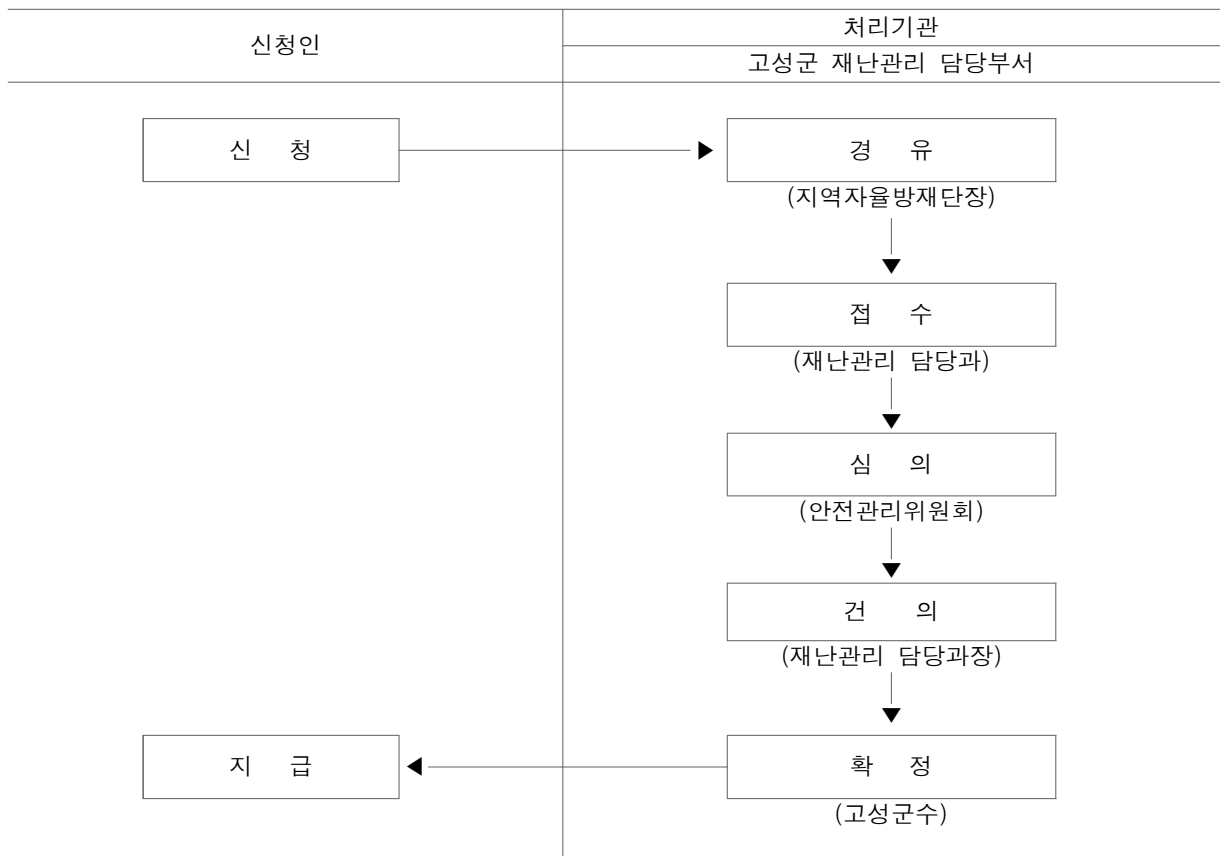 신청인
처리기관
고성군 재난관리 담당부서
신 청
경 유
(지역자율방재단장)
접 수
(재난관리 담당과)
심 의
(안전관리위원회)
건 의
(재난관리 담당과장)
지 급
확 정
(고성군수)